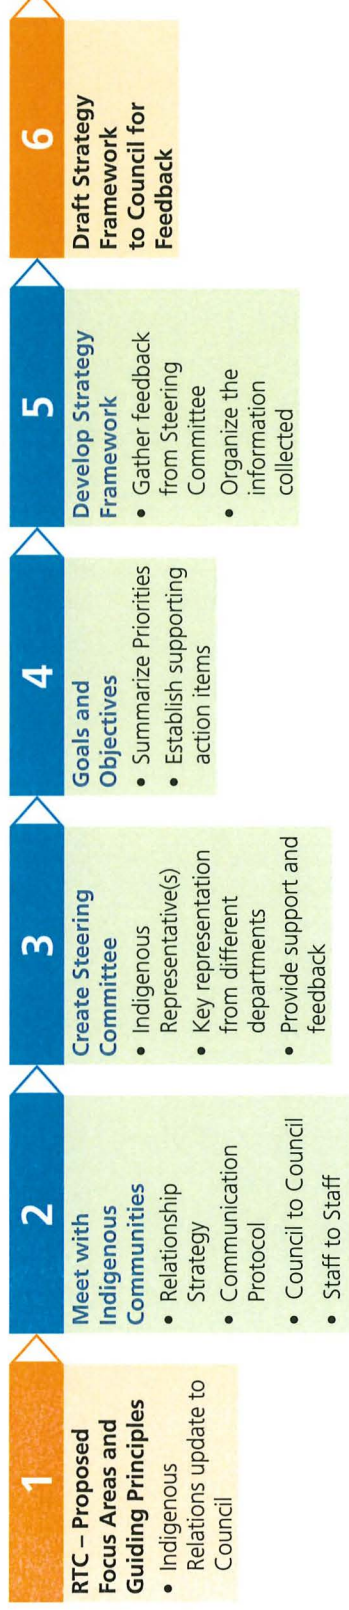 1
RTC – Proposed
Focus Areas and
Guiding Principles
• Indigenous
Relations update to
Council
2
Meet with
Indigenous
Communities
• Relationship
Strategy
• Communication
Protocol
• Council to Council
• Staff to Staff
3
Create Steering
Committee
• Indigenous
Representative(s)
• Key representation
from different
departments
• Provide support and
feedback
4
Goals and
Objectives
• Summarize Priorities
• Establish supporting
action items
5
Develop Strategy
Framework
• Gather feedback
from Steering
Committee
• Organize the
information
collected
6
Draft Strategy
Framework
to Council for
Feedback